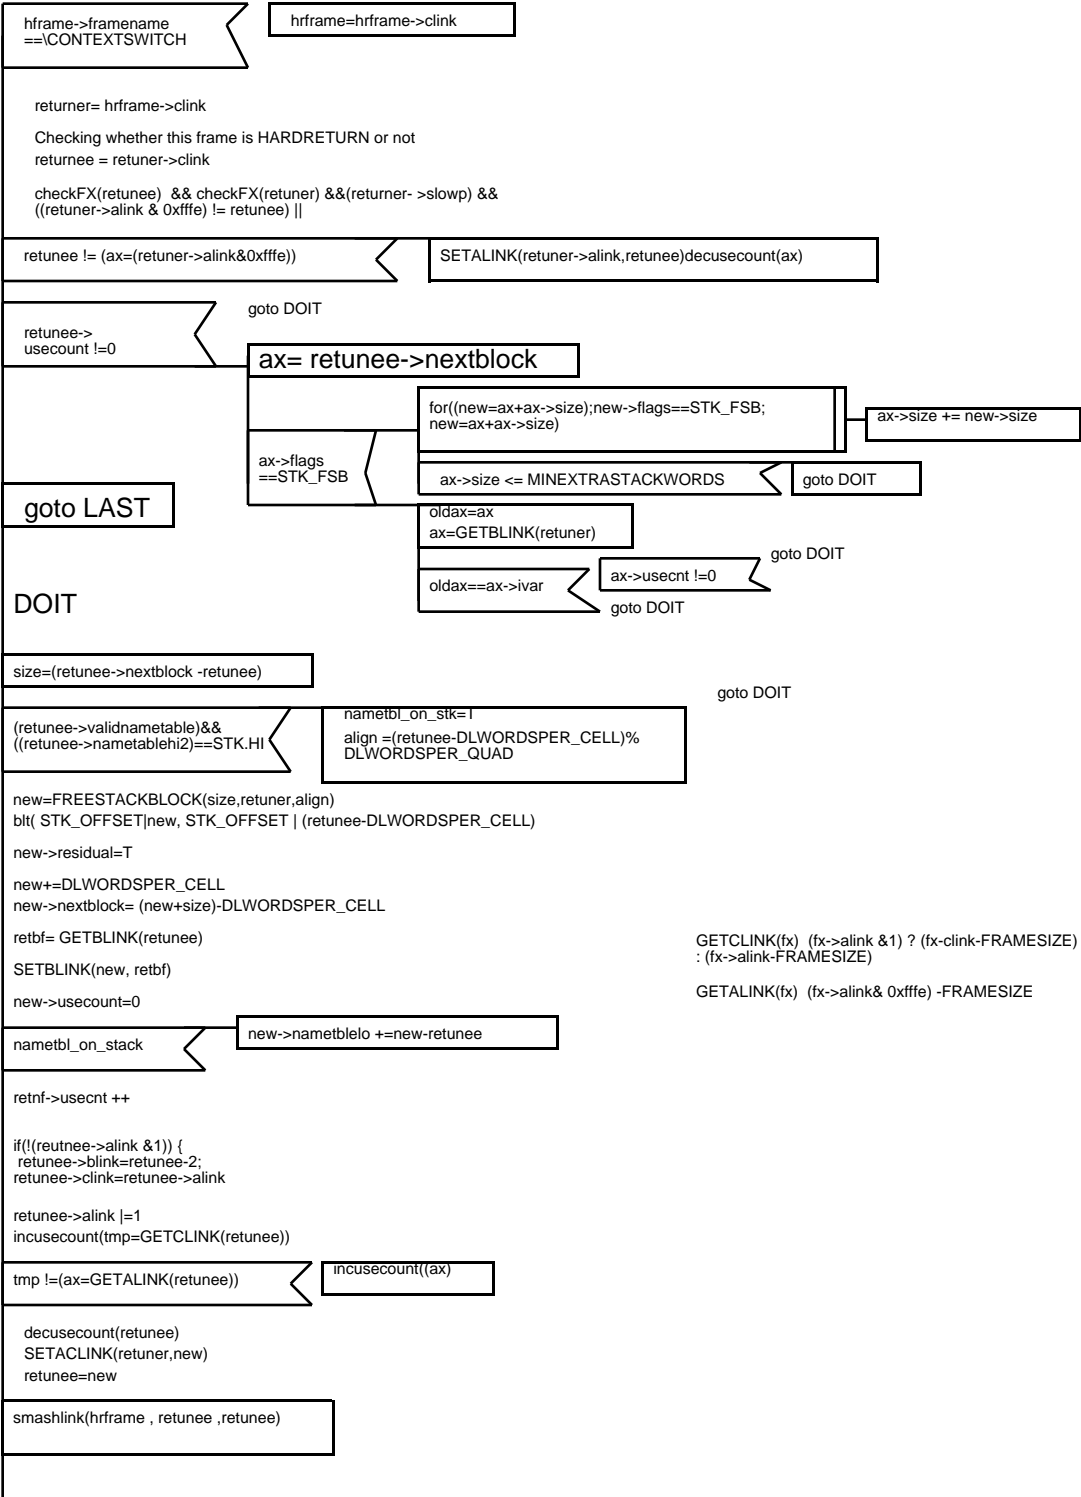 hframe->framename
==\CONTEXTSWITCH
hrframe=hrframe->clink
returner= hrframe->clink
Checking whether this frame is HARDRETURN or not
returnee = retuner->clink
checkFX(retunee)  && checkFX(retuner) &&(returner- >slowp) &&
((retuner->alink & 0xfffe) != retunee) ||
retunee != (ax=(retuner->alink&0xfffe))
SETALINK(retuner->alink,retunee)decusecount(ax)
goto DOIT
retunee->
usecount !=0
ax= retunee->nextblock
for((new=ax+ax->size);new->flags==STK_FSB;
new=ax+ax->size)
ax->size += new->size
ax->flags
==STK_FSB
ax->size <= MINEXTRASTACKWORDS
goto DOIT
goto LAST
oldax=ax
ax=GETBLINK(retuner)
goto DOIT
oldax==ax->ivar
ax->usecnt !=0
goto DOIT
DOIT
size=(retunee->nextblock -retunee)
goto DOIT
(retunee->validnametable)&&
((retunee->nametablehi2)==STK.HI
nametbl_on_stk=T
align =(retunee-DLWORDSPER_CELL)%
DLWORDSPER_QUAD
new=FREESTACKBLOCK(size,retuner,align)
blt( STK_OFFSET|new, STK_OFFSET | (retunee-DLWORDSPER_CELL)
new->residual=T
new+=DLWORDSPER_CELL
new->nextblock= (new+size)-DLWORDSPER_CELL
retbf= GETBLINK(retunee)
GETCLINK(fx)  (fx->alink &1) ? (fx-clink-FRAMESIZE)
: (fx->alink-FRAMESIZE)
SETBLINK(new, retbf)
GETALINK(fx)  (fx->alink& 0xfffe) -FRAMESIZE
new->usecount=0
nametbl_on_stack
new->nametblelo +=new-retunee
retnf->usecnt ++
if(!(reutnee->alink &1)) {
retunee->blink=retunee-2;
retunee->clink=retunee->alink
retunee->alink |=1
incusecount(tmp=GETCLINK(retunee))
tmp !=(ax=GETALINK(retunee))
incusecount((ax)
decusecount(retunee)
SETACLINK(retuner,new)
retunee=new
smashlink(hrframe , retunee ,retunee)